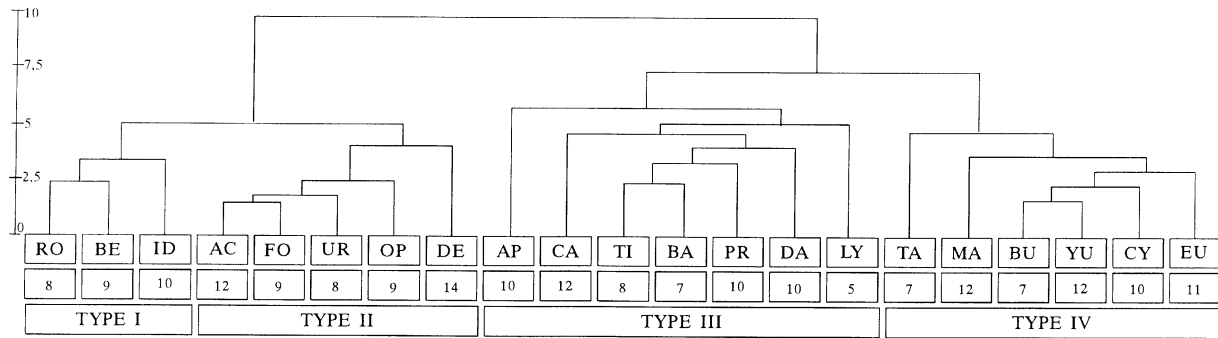 10
7,5
5
2,5
0
RO BE ID AC FO UR OP DE AP CA TI BA PR DA LY TA MA BU YU CY EU
8 9 10 12 9 8 9 14 10 12 8 7 10 10 5 7 12 7 12 10 11
TYPE I TYPE II TYPE III TYPE IV